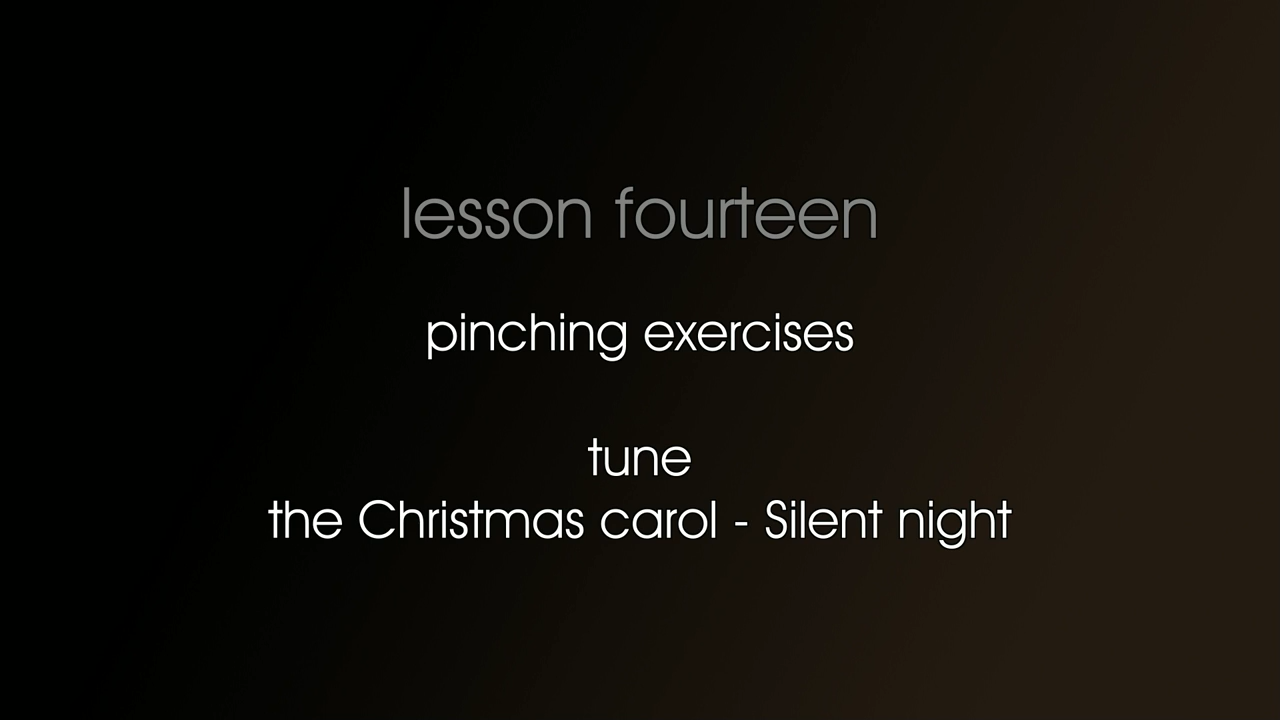 lesson fourteen
pinching exercises
tune
the Christmas carol - Silent night